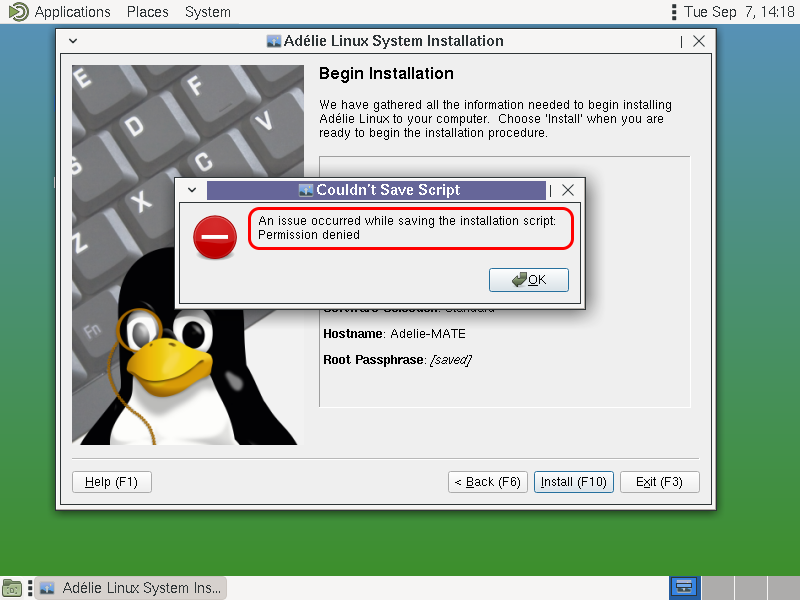 Applications Places System
Tue Sep 7, 14:18
Adélie Linux System Installation
Begin Installation
We have gathered all the information needed to begin installing
Adélie Linux to your computer. Choose 'Install' when you are
ready to begin the installation procedure.
E
F
D
V
S
C
X
Z
Fn
Couldn't Save Script
An issue occurred while saving the installation script:
Permission denied
OK
Software Selection: Standard
Hostname: Adelie-MATE
Root Passphrase: [saved]
Help (F1)
< Back (F6)
Install (F10)
Exit (F3)
Adélie Linux System Ins...